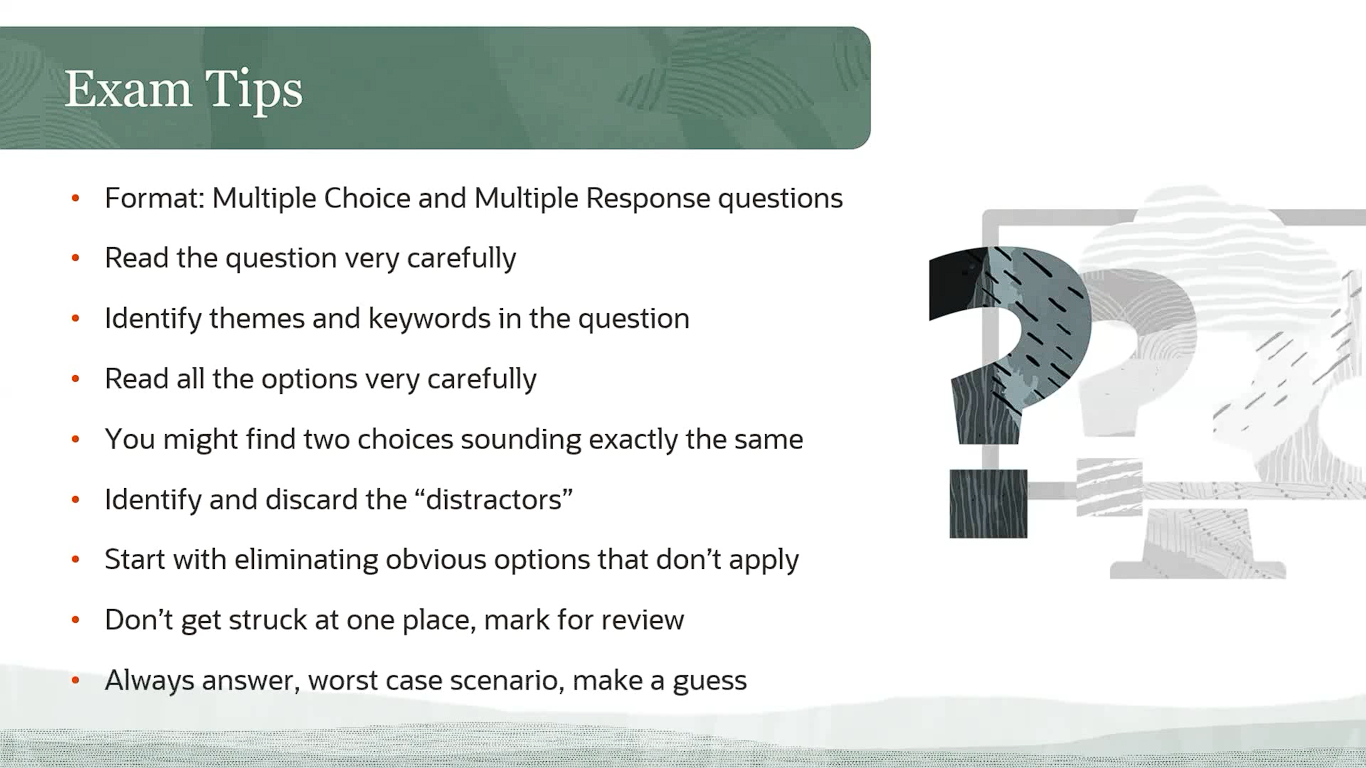 Exam Tips
• Format: Multiple Choice and Multiple Response questions
• Read the question very carefully
• Identify themes and keywords in the question
• Read all the options very carefully
• You might find two choices sounding exactly the same
• Identify and discard the “distractors”
• Start with eliminating obvious options that don’t apply
• Don’t get struck at one place, mark for review
• Always answer, worst case scenario, make a guess